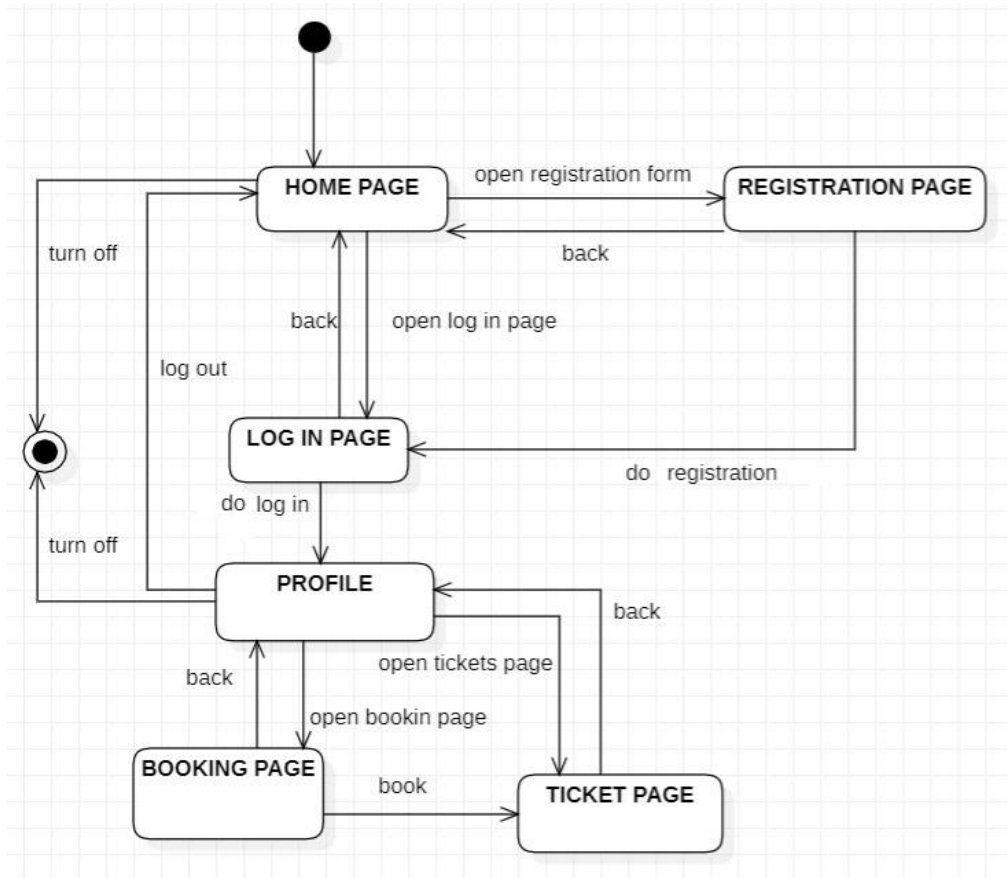 HOME PAGE
open registration form
REGISTRATION PAGE
turn off
back
back
open log in page
log out
LOG IN PAGE
do registration
do log in
turn off
PROFILE
back
back
open tickets page
open bookin page
BOOKING PAGE
book
TICKET PAGE